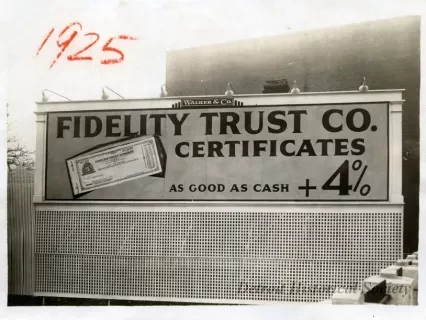 1925
WALKER & CO.
FIDELITY TRUST CO.
CERTIFICATES
AS GOOD AS CASH + 4%
Detroit Historical Society